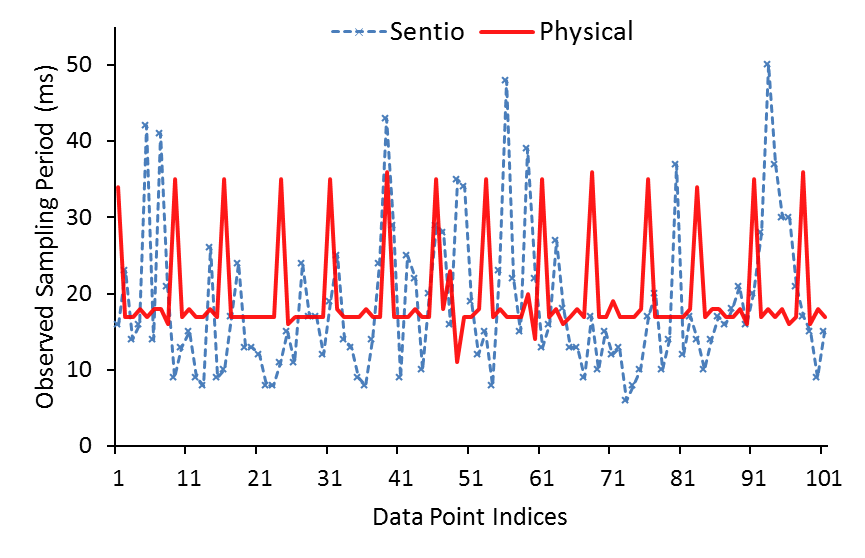 Sentio Physical
Observed Sampling Period (ms)
50
40
30
20
10
0
1 11 21 31 41 51 61 71 81 91 101
Data Point Indices